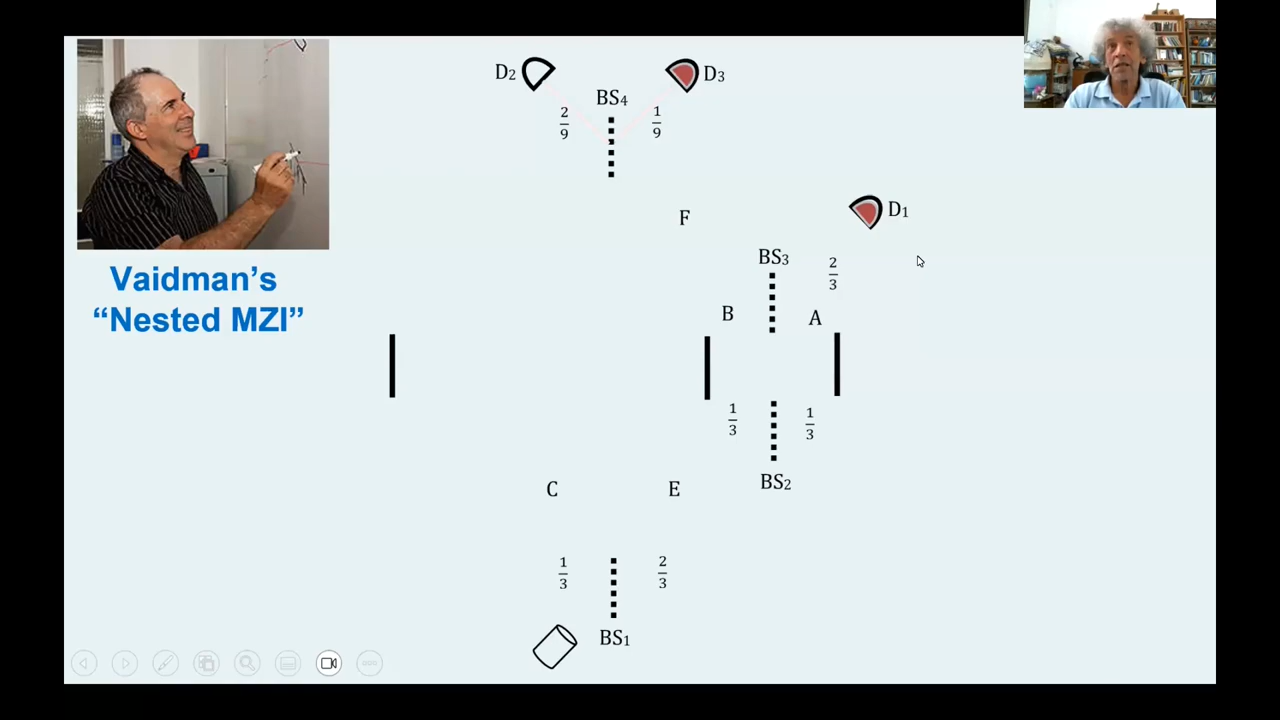 D2
D3
BS4
2/9
1/9
D1
F
BS3
2/3
B
A
Vaidman's
“Nested MZI”
1/3
1/3
BS2
C
E
1/3
2/3
BS1